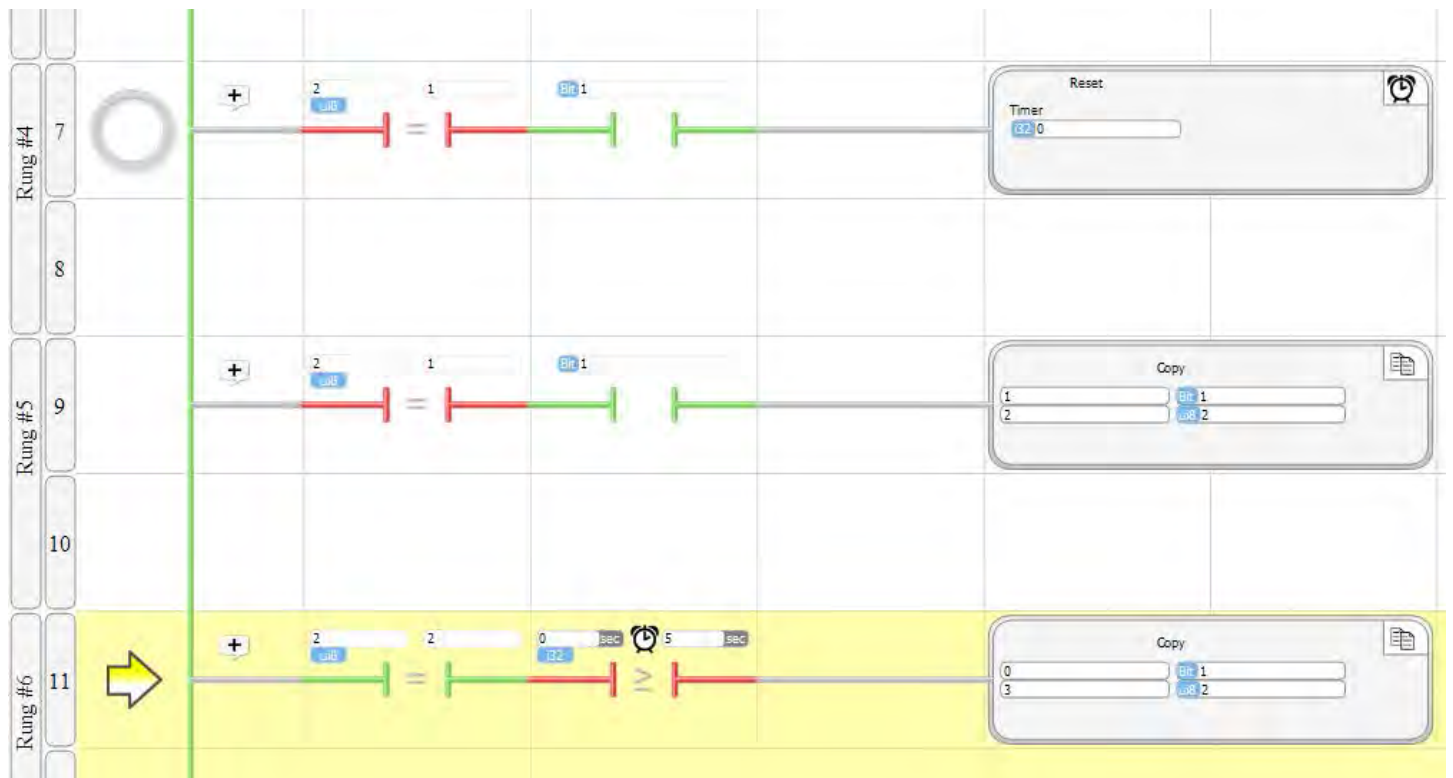 Rung #4
7
+
2
ui8
=
1
Bit 1
Reset
Timer
i32 0
8
Rung #5
9
+
2
ui8
=
1
Bit 1
Copy
1 Bit 1
2 ui8 2
10
Rung #6
11
+
2
ui8
=
2
0 sec
i32
≥
5 sec
Copy
0 Bit 1
3 ui8 2